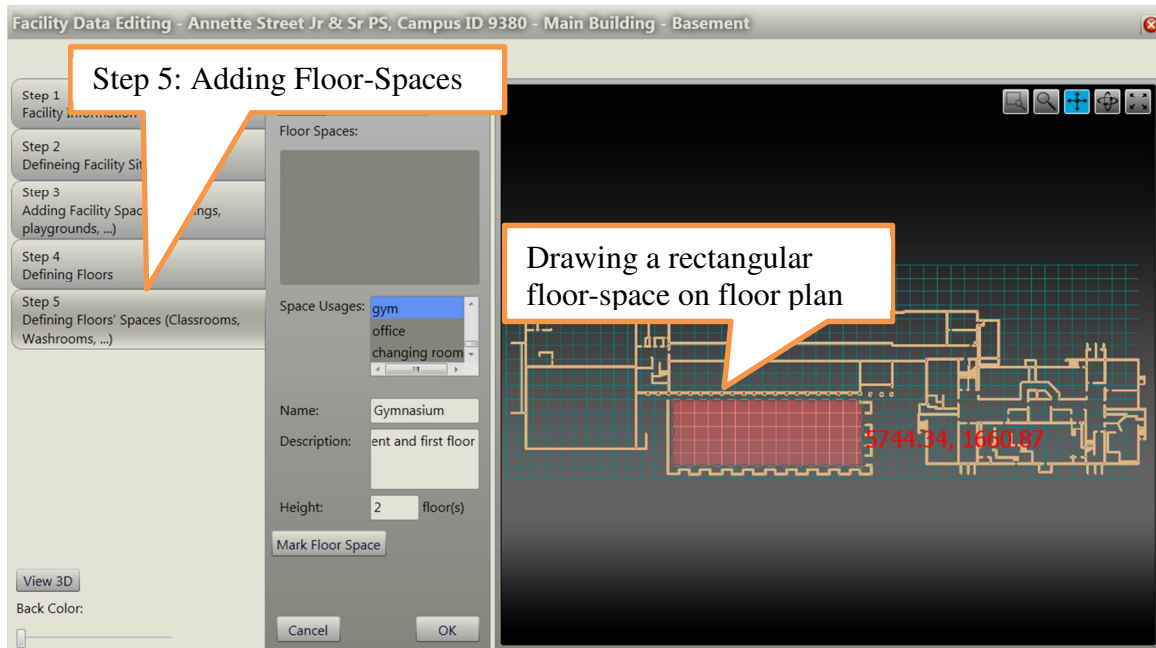 Facility Data Editing - Annette Street Jr & Sr PS, Campus ID 9380 - Main Building - Basement
Step 5: Adding Floor-Spaces
Step 1
Facility Information
Step 2
Defineing Facility Sit
Step 3
Adding Facility Spac ings,
playgrounds, ...)
Step 4
Defining Floors
Step 5
Defining Floors' Spaces (Classrooms,
Washrooms, ...)
View 3D
Back Color:
Floor Spaces:
Space Usages:
gym
office
changing room
Name:
Gymnasium
Description:
ent and first floor
Height:
2
floor(s)
Mark Floor Space
Cancel
OK
Drawing a rectangular
floor-space on floor plan
5744.34, 1660.87